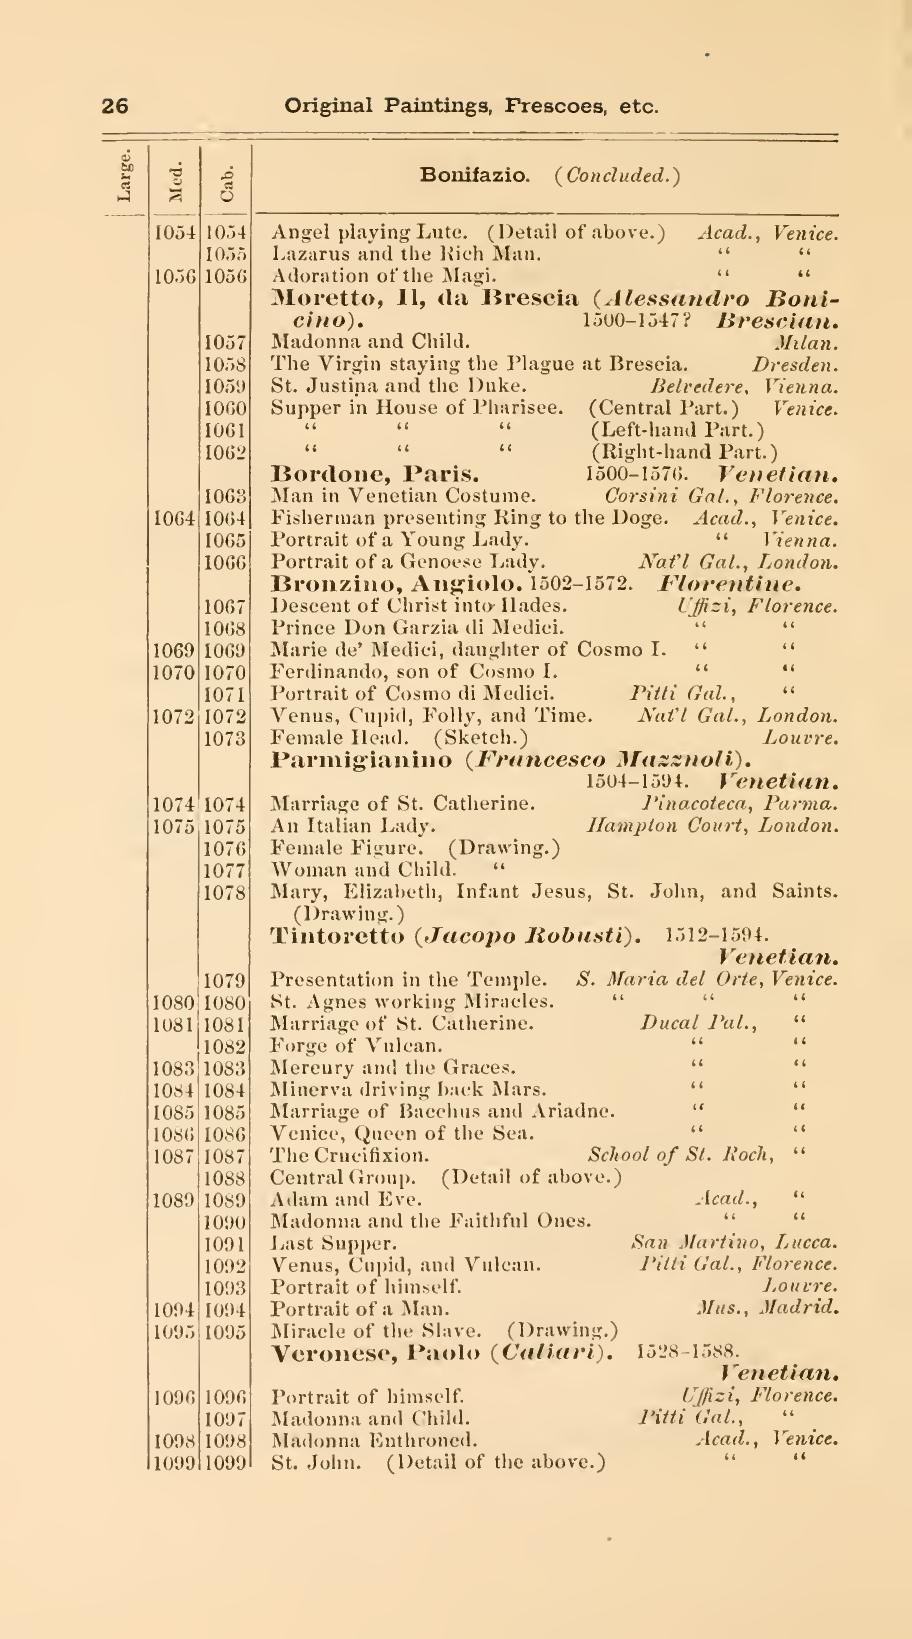 26 Original Paintings, Frescoes, etc.
Large. Med. Cab. Bonifazio. (Concluded.)
1054 1054 Angel playing Lute. (Detail of above.) Acad., Venice.
1055 Lazarus and the Rich Man. “ “
1056 1056 Adoration of the Magi. “ “
Moretto, Il, da Brescia (Alessandro Boni-
cino). 1500–1547? Brescian.
1057 Madonna and Child. Milan.
1058 The Virgin staying the Plague at Brescia. Dresden.
1059 St. Justina and the Duke. Belvedere, Vienna.
1060 Supper in House of Pharisee. (Central Part.) Venice.
1061 “ “ “ (Left-hand Part.)
1062 “ “ “ (Right-hand Part.)
Bordone, Paris. 1500–1576. Venetian.
1063 Man in Venetian Costume. Corsini Gal., Florence.
1064 1064 Fisherman presenting Ring to the Doge. Acad., Venice.
1065 Portrait of a Young Lady. “ Vienna.
1066 Portrait of a Genoese Lady. Nat'l Gal., London.
Bronzino, Angiolo. 1502–1572. Florentine.
1067 Descent of Christ into Hades. Uffizi, Florence.
1068 Prince Don Garzia di Medici. “ “
1069 1069 Marie de' Medici, daughter of Cosmo I. “ “
1070 1070 Ferdinando, son of Cosmo I. “ “
1071 Portrait of Cosmo di Medici. Pitti Gal., “
1072 1072 Venus, Cupid, Folly, and Time. Nat'l Gal., London.
1073 Female Head. (Sketch.) Louvre.
Parmigianino (Francesco Mazzuoli).
1504–1594. Venetian.
1074 1074 Marriage of St. Catherine. Pinacoteca, Parma.
1075 1075 An Italian Lady. Hampton Court, London.
1076 Female Figure. (Drawing.)
1077 Woman and Child. “
1078 Mary, Elizabeth, Infant Jesus, St. John, and Saints.
(Drawing.)
Tintoretto (Jacopo Robusti). 1512–1594.
Venetian.
1079 Presentation in the Temple. S. Maria del Orte, Venice.
1080 1080 St. Agnes working Miracles. “ “ “
1081 1081 Marriage of St. Catherine. Ducal Pal., “
1082 Forge of Vulcan. “ “
1083 1083 Mercury and the Graces. “ “
1084 1084 Minerva driving back Mars. “ “
1085 1085 Marriage of Bacchus and Ariadne. “ “
1086 1086 Venice, Queen of the Sea. “ “
1087 1087 The Crucifixion. School of St. Roch, “
1088 Central Group. (Detail of above.)
1089 1089 Adam and Eve. Acad., “
1090 Madonna and the Faithful Ones. “ “
1091 Last Supper. San Martino, Lucca.
1092 Venus, Cupid, and Vulcan. Pitti Gal., Florence.
1093 Portrait of himself. Louvre.
1094 1094 Portrait of a Man. Mus., Madrid.
1095 1095 Miracle of the Slave. (Drawing.)
Veronese, Paolo (Caliari). 1528–1588.
Venetian.
1096 1096 Portrait of himself. Uffizi, Florence.
1097 Madonna and Child. Pitti Gal., “
1098 1098 Madonna Enthroned. Acad., Venice.
1099 1099 St. John. (Detail of the above.) “ “